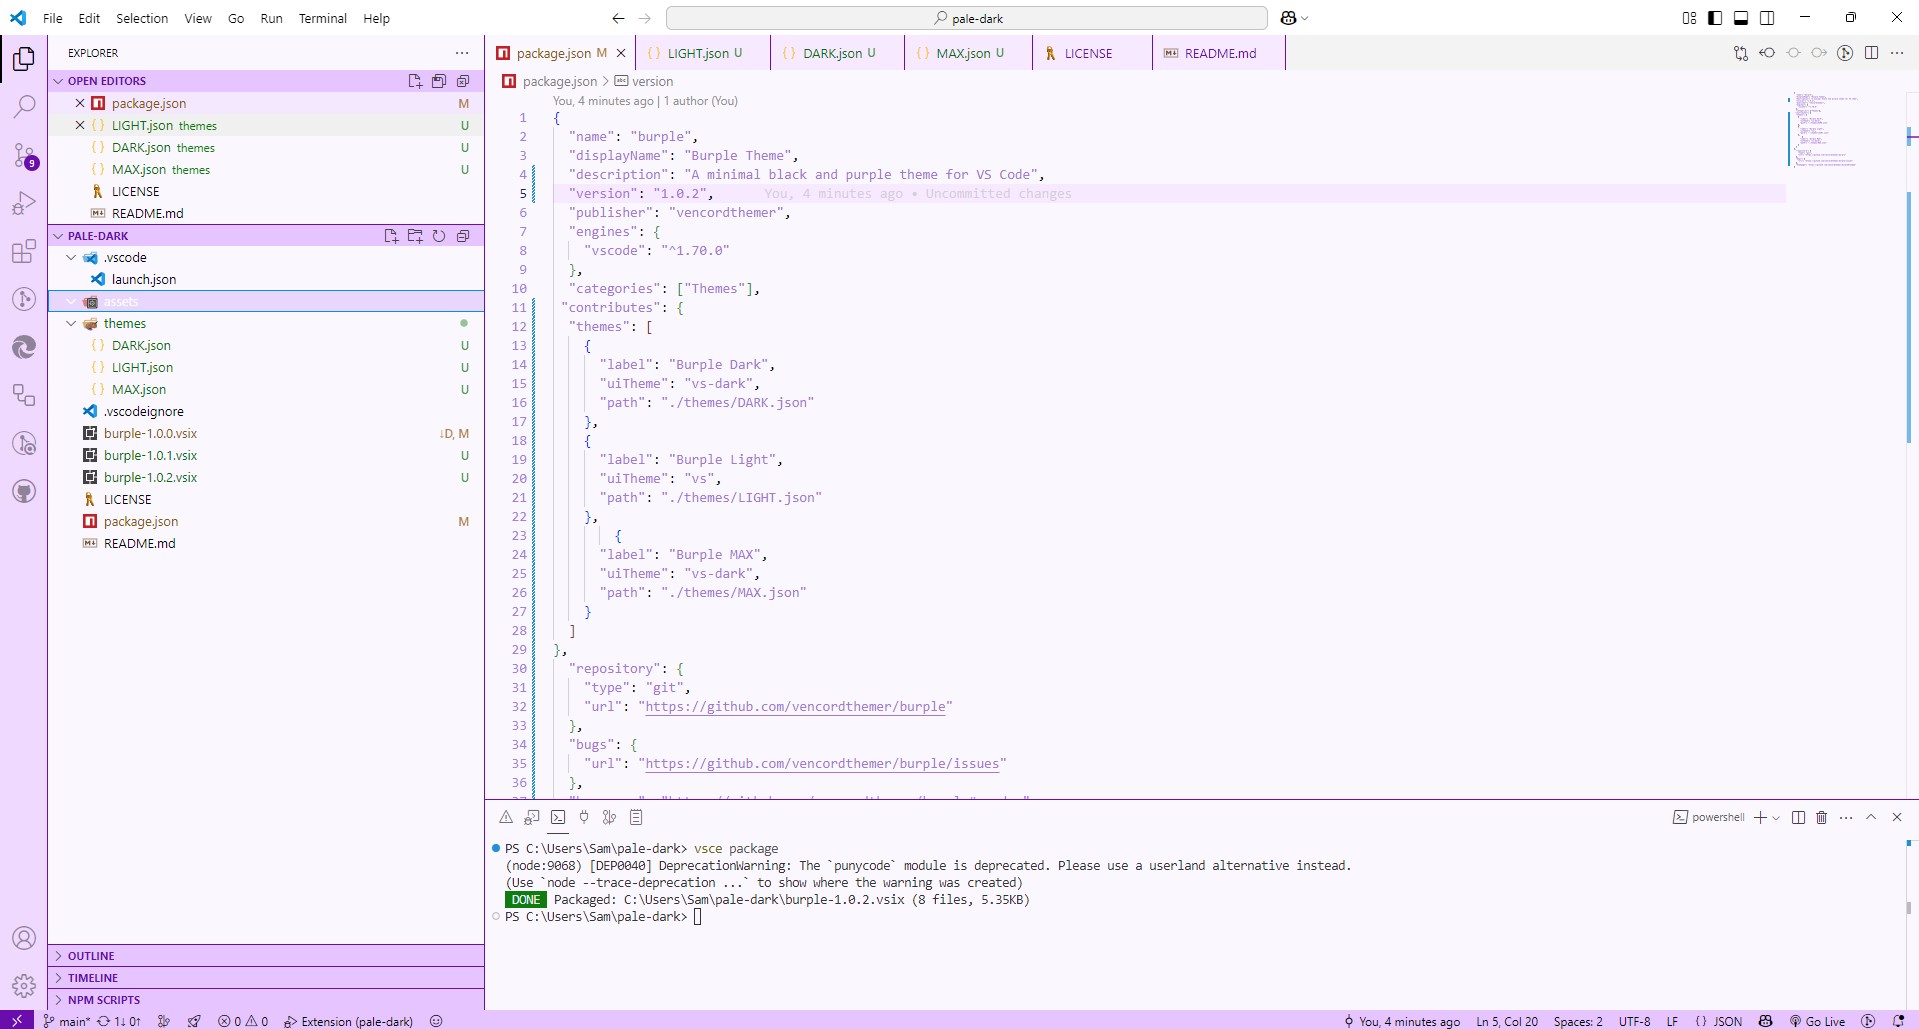 File Edit Selection View Go Run Terminal Help
pale-dark
EXPLORER
OPEN EDITORS
package.json M
LIGHT.json themes U
DARK.json themes U
MAX.json themes U
LICENSE
README.md
PALE-DARK
.vscode
launch.json
assets
themes
DARK.json U
LIGHT.json U
MAX.json U
.vscodeignore
burple-1.0.0.vsix ↓D, M
burple-1.0.1.vsix U
burple-1.0.2.vsix U
LICENSE
package.json M
README.md
OUTLINE
TIMELINE
NPM SCRIPTS
9
package.json M LIGHT.json U DARK.json U MAX.json U LICENSE README.md
package.json > version
You, 4 minutes ago | 1 author (You)
1 {
2 "name": "burple",
3 "displayName": "Burple Theme",
4 "description": "A minimal black and purple theme for VS Code",
5 "version": "1.0.2", You, 4 minutes ago • Uncommitted changes
6 "publisher": "vencordthemer",
7 "engines": {
8 "vscode": "^1.70.0"
9 },
10 "categories": ["Themes"],
11 "contributes": {
12 "themes": [
13 {
14 "label": "Burple Dark",
15 "uiTheme": "vs-dark",
16 "path": "./themes/DARK.json"
17 },
18 {
19 "label": "Burple Light",
20 "uiTheme": "vs",
21 "path": "./themes/LIGHT.json"
22 },
23 {
24 "label": "Burple MAX",
25 "uiTheme": "vs-dark",
26 "path": "./themes/MAX.json"
27 }
28 ]
29 },
30 "repository": {
31 "type": "git",
32 "url": "https://github.com/vencordthemer/burple"
33 },
34 "bugs": {
35 "url": "https://github.com/vencordthemer/burple/issues"
36 },
powershell
PS C:\Users\Sam\pale-dark> vsce package
(node:9068) [DEP0040] DeprecationWarning: The `punycode` module is deprecated. Please use a userland alternative instead.
(Use `node --trace-deprecation ...` to show where the warning was created)
DONE Packaged: C:\Users\Sam\pale-dark\burple-1.0.2.vsix (8 files, 5.35KB)
PS C:\Users\Sam\pale-dark>
main* 1↓ 0↑ 0 0 Extension (pale-dark) You, 4 minutes ago Ln 5, Col 20 Spaces: 2 UTF-8 LF {} JSON Go Live